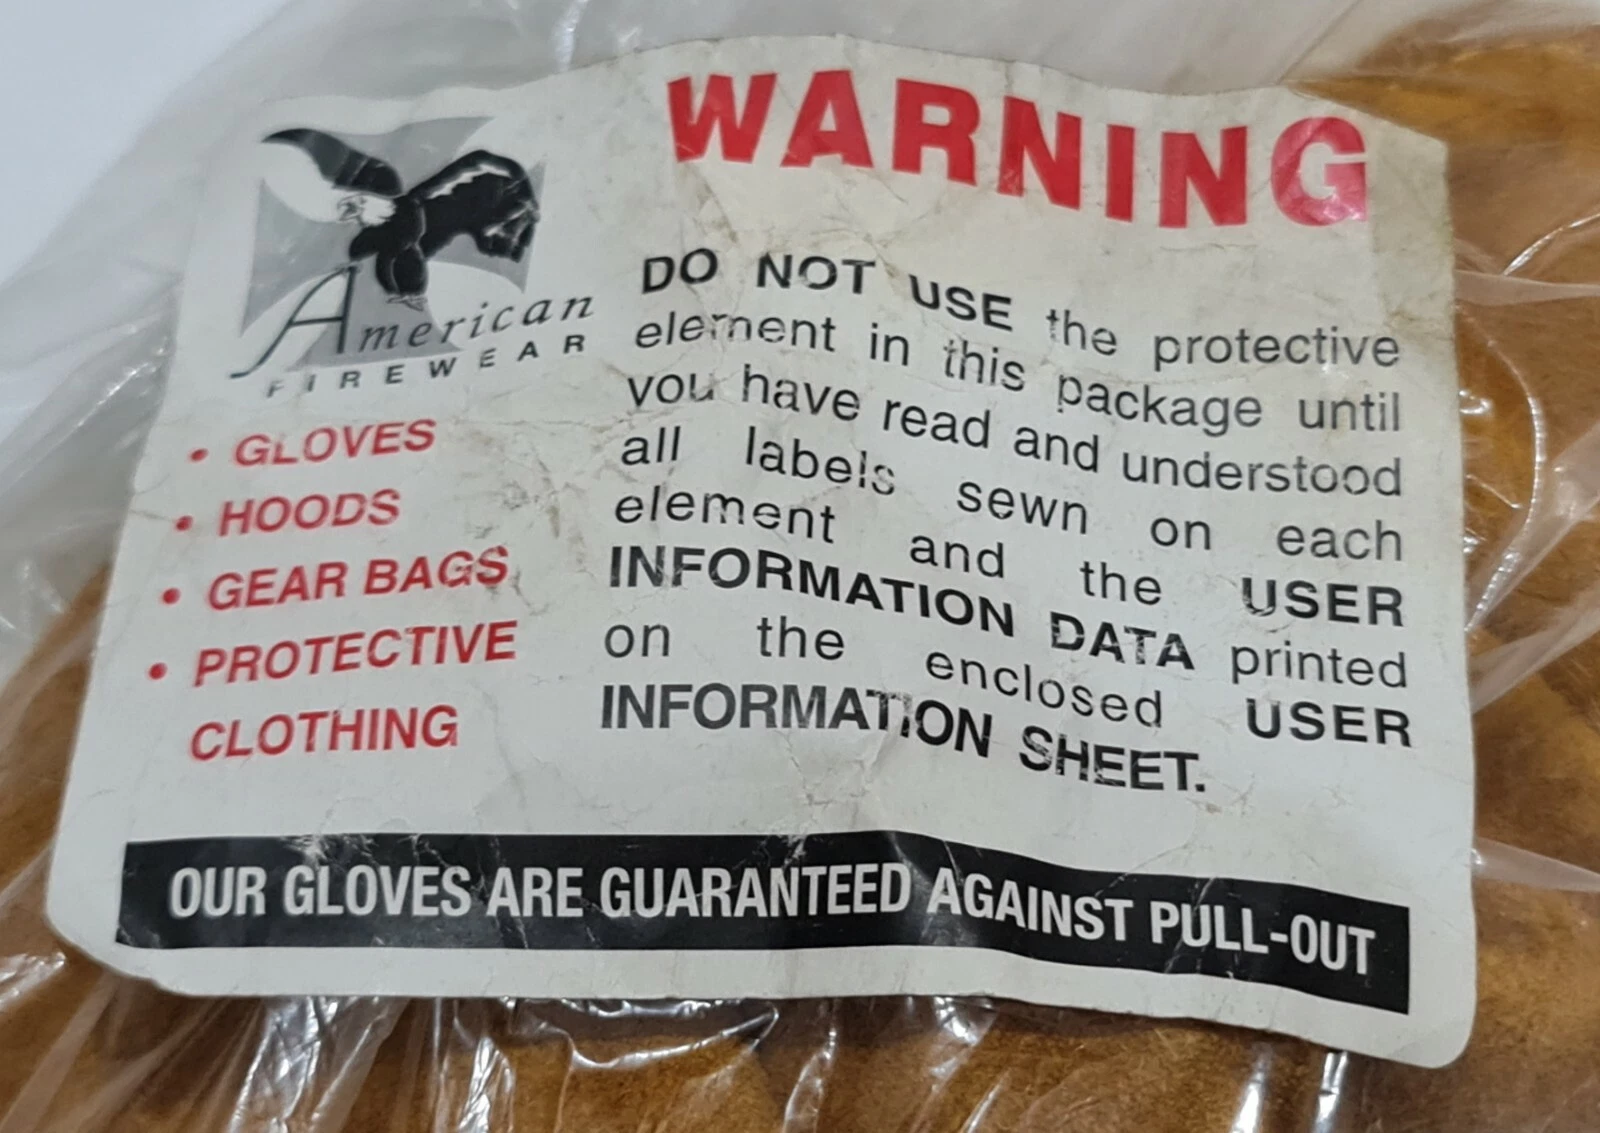 American
FIREWEAR
• GLOVES
• HOODS
• GEAR BAGS
• PROTECTIVE
CLOTHING
WARNING
DO NOT USE the protective
element in this package until
you have read and understood
all labels sewn on each
element and the USER
INFORMATION DATA printed
on the enclosed USER
INFORMATION SHEET.
OUR GLOVES ARE GUARANTEED AGAINST PULL-OUT